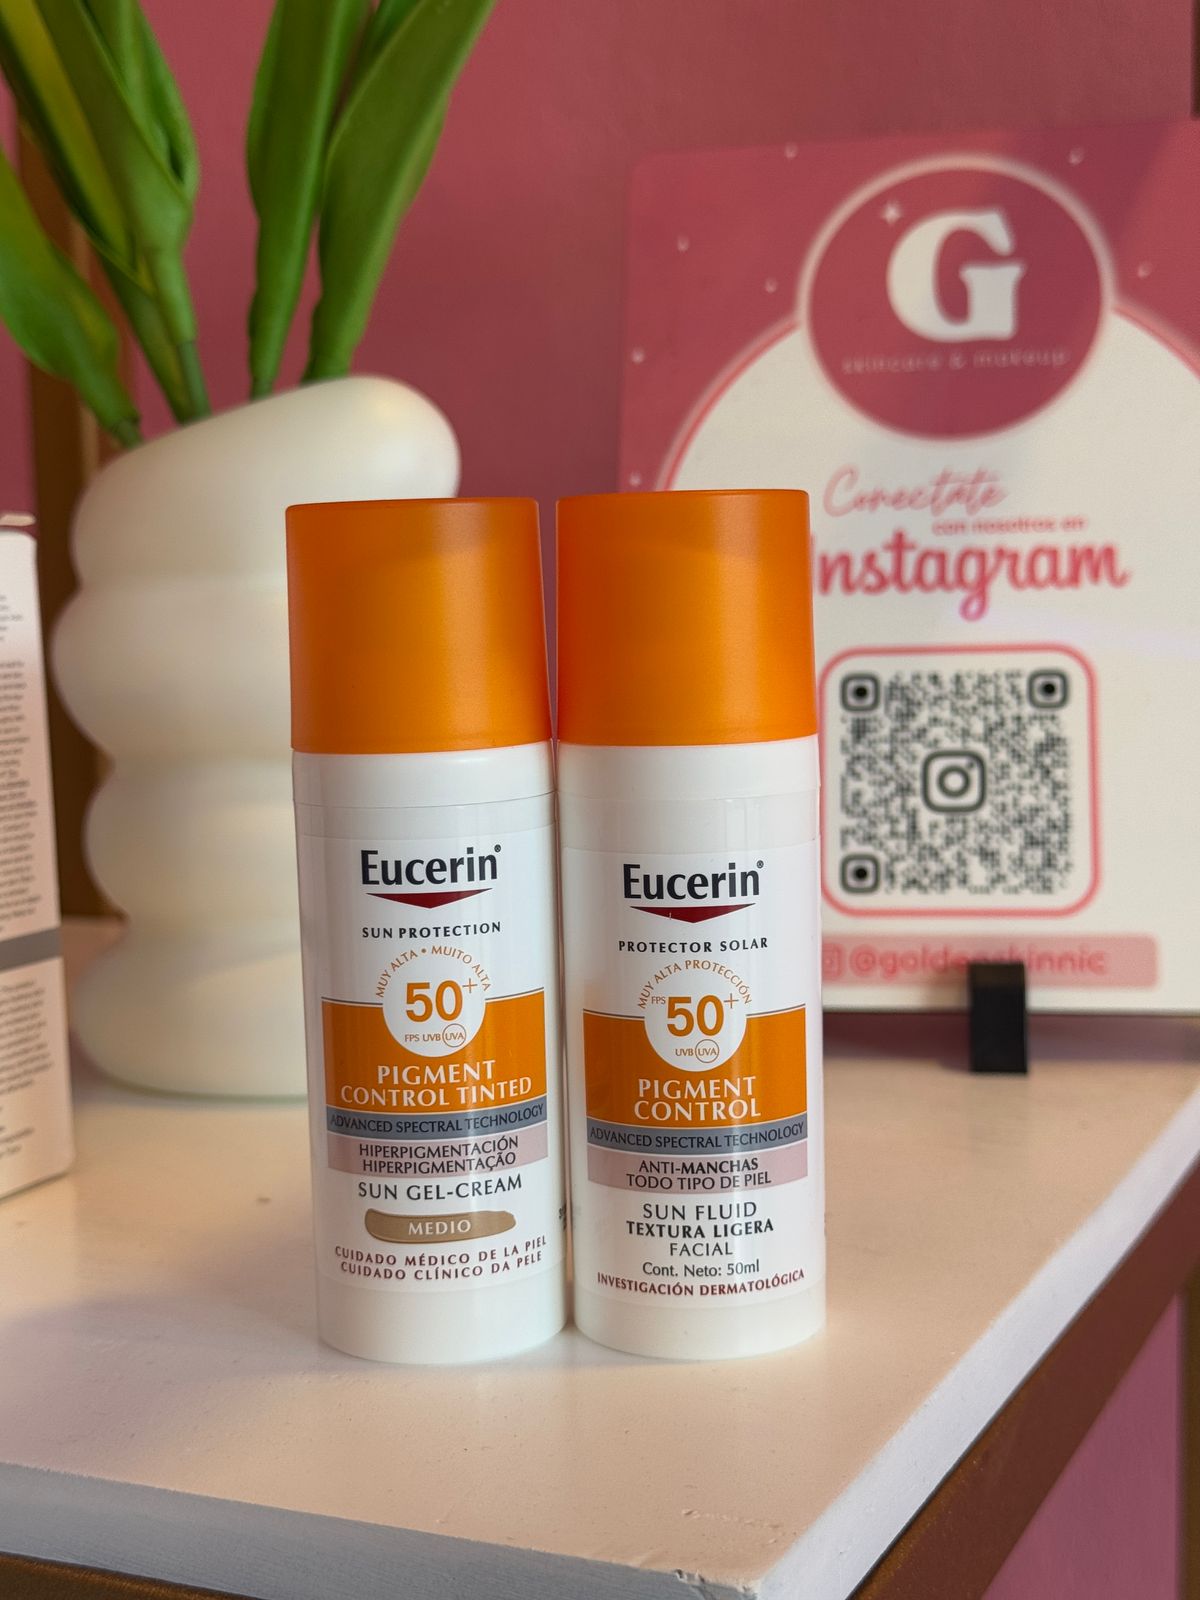 G
skincare & makeup
Conectate
con nosotros en
Instagram
@goldenskinnic
Eucerin®
SUN PROTECTION
MUY ALTA • MUITO ALTA
50+
FPS UVB UVA
PIGMENT
CONTROL TINTED
ADVANCED SPECTRAL TECHNOLOGY
HIPERPIGMENTACIÓN
HIPERPIGMENTAÇÃO
SUN GEL-CREAM
MEDIO
CUIDADO MÉDICO DE LA PIEL
CUIDADO CLÍNICO DA PELE
Eucerin®
PROTECTOR SOLAR
MUY ALTA PROTECCIÓN
FPS 50+
UVB UVA
PIGMENT
CONTROL
ADVANCED SPECTRAL TECHNOLOGY
ANTI-MANCHAS
TODO TIPO DE PIEL
SUN FLUID
TEXTURA LIGERA
FACIAL
Cont. Neto: 50ml
INVESTIGACIÓN DERMATOLÓGICA